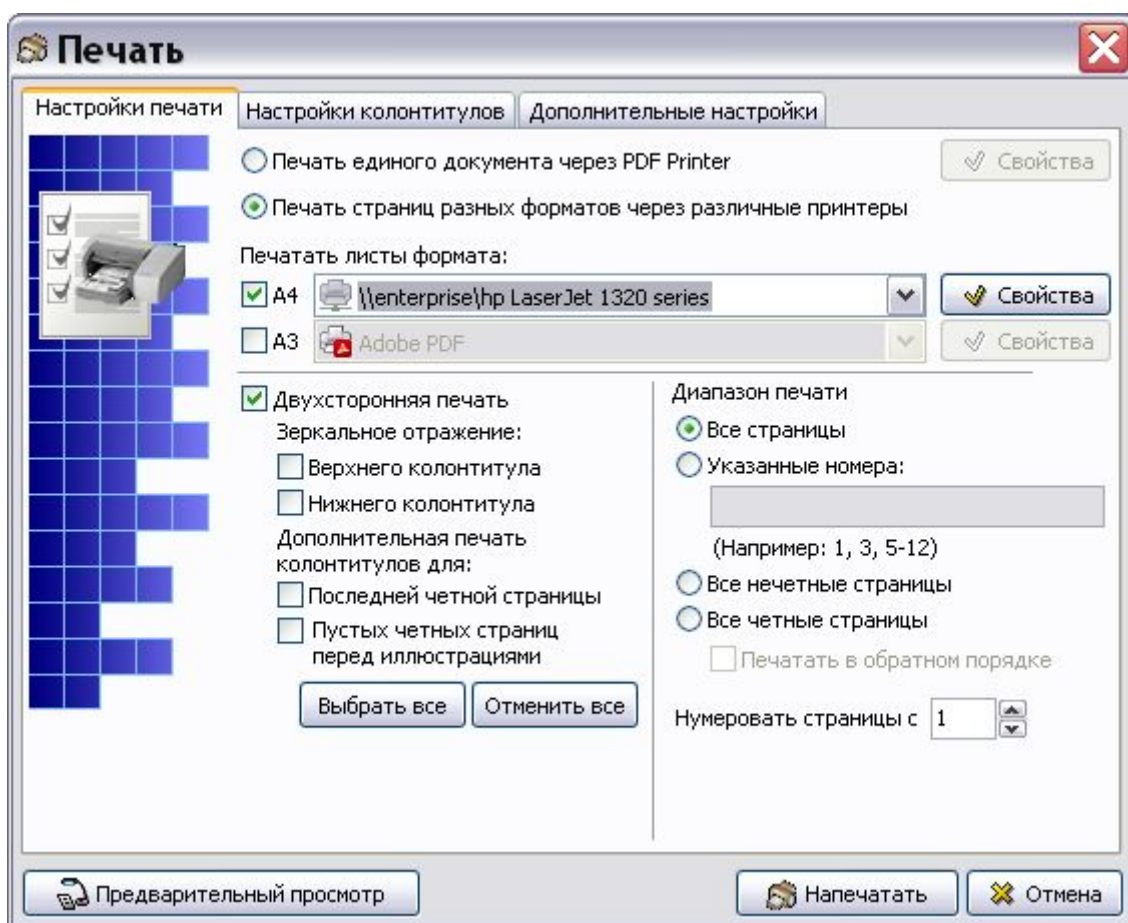 Печать
Настройки печати
Настройки колонтитулов
Дополнительные настройки
Печать единого документа через PDF Printer
Свойства
Печать страниц разных форматов через различные принтеры
Печатать листы формата:
A4
\\enterprise\hp LaserJet 1320 series
Свойства
A3
Adobe PDF
Свойства
Двухсторонняя печать
Зеркальное отражение:
Верхнего колонтитула
Нижнего колонтитула
Дополнительная печать
колонтитулов для:
Последней четной страницы
Пустых четных страниц
перед иллюстрациями
Выбрать все
Отменить все
Диапазон печати
Все страницы
Указанные номера:
(Например: 1, 3, 5-12)
Все нечетные страницы
Все четные страницы
Печатать в обратном порядке
Нумеровать страницы с 1
Предварительный просмотр
Напечатать
Отмена